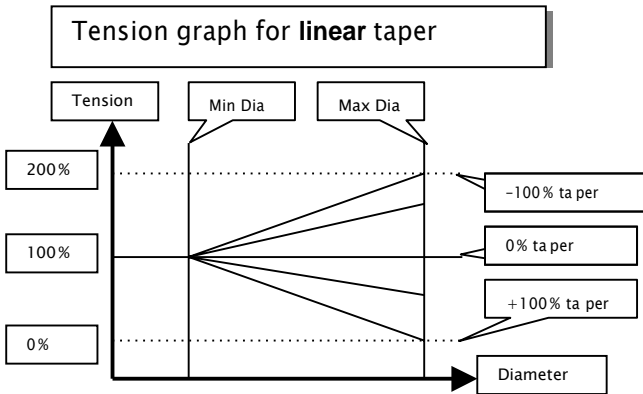 Tension graph for linear taper
Tension
Min Dia
Max Dia
200%
-100% ta per
100%
0% ta per
+100% ta per
0%
Diameter